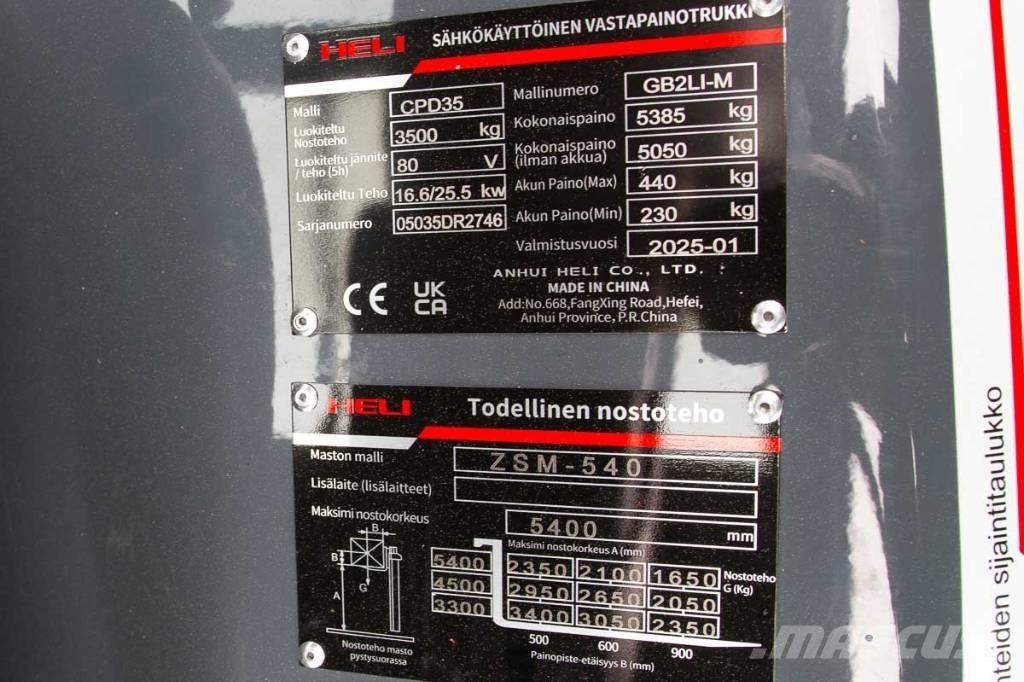 HELI SÄHKÖKÄYTTÖINEN VASTAPAINOTRUKKI
Malli CPD35 Mallinumero GB2LI-M
Luokiteltu Nostoteho 3500 kg Kokonaispaino 5385 kg
Luokiteltu jännite / teho (5h) 80 V Kokonaispaino (ilman akkua) 5050 kg
Luokiteltu Teho 16.6/25.5 kw Akun Paino(Max) 440 kg
Sarjanumero 05035DR2746 Akun Paino(Min) 230 kg
Valmistusvuosi 2025-01
ANHUI HELI CO., LTD.
CE UK CA MADE IN CHINA
Add:No.668,FangXing Road,Hefei,
Anhui Province, P.R.China
HELI Todellinen nostoteho
Maston malli ZSM-540
Lisälaite (lisälaitteet)
Maksimi nostokorkeus 5400 mm
Maksimi nostokorkeus A (mm)
5400 2350 2100 1650 Nostoteho G (Kg)
4500 2950 2650 2050
3300 3400 3050 2350
500 600 900
Painopiste-etäisyys B (mm)
B
B
G
A
Nostoteho masto
pystysuorassa
nteiden sijaintitaulukko
MASCUS